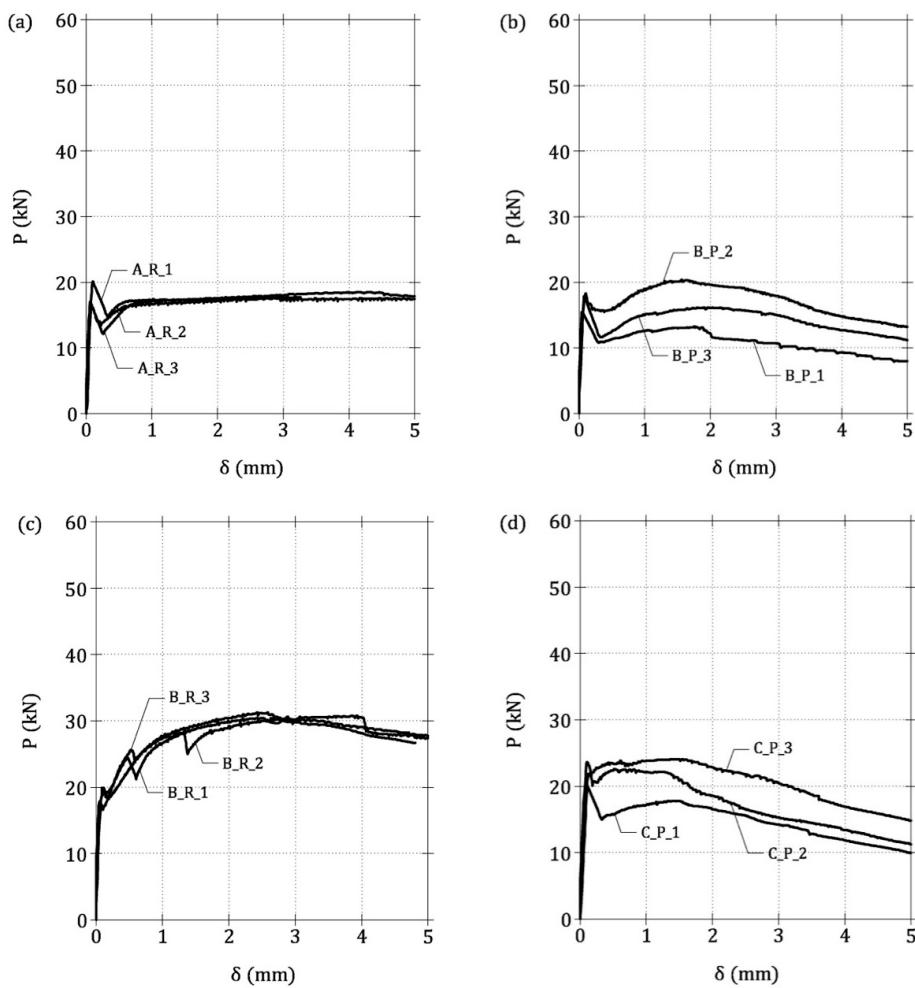 (a)
60
50
40
30
20
10
0
P (kN)
A_R_1
A_R_2
A_R_3
0 1 2 3 4 5
δ (mm)
(b)
60
50
40
30
20
10
0
P (kN)
B_P_2
B_P_3
B_P_1
0 1 2 3 4 5
δ (mm)
(c)
60
50
40
30
20
10
0
P (kN)
B_R_3
B_R_2
B_R_1
0 1 2 3 4 5
δ (mm)
(d)
60
50
40
30
20
10
0
P (kN)
C_P_3
C_P_1
C_P_2
0 1 2 3 4 5
δ (mm)